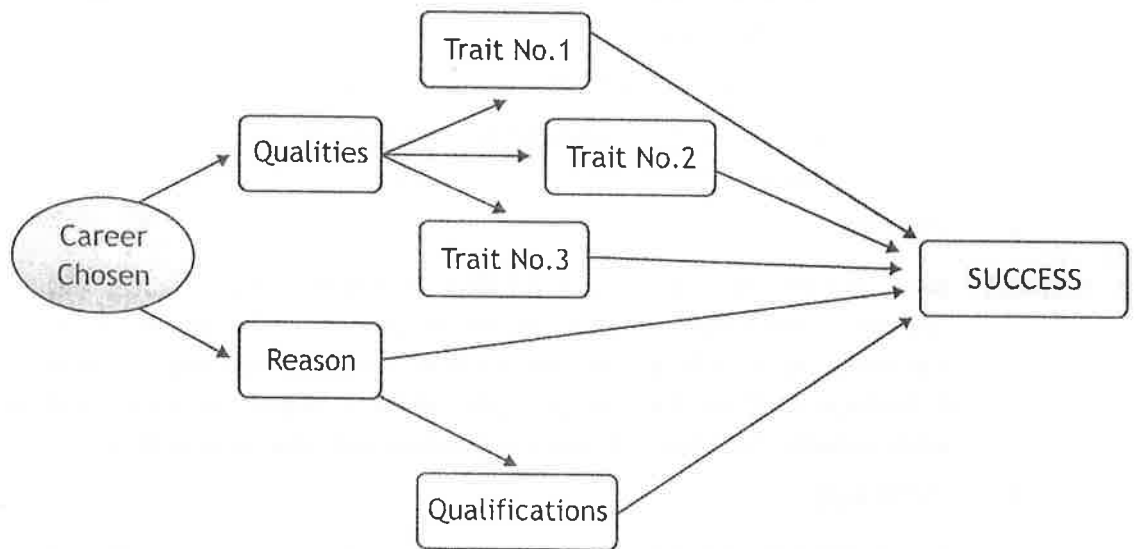 Trait No.1
Qualities
Trait No.2
Career
Chosen
Trait No.3
SUCCESS
Reason
Qualifications